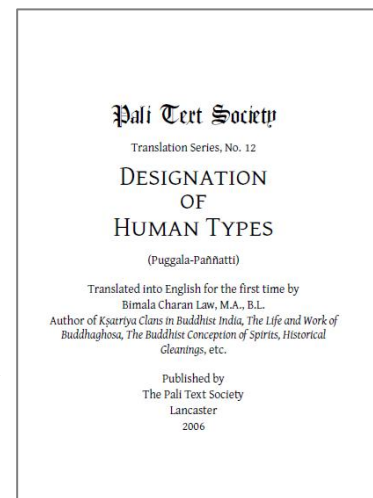 Pali Text Society
Translation Series, No. 12
DESIGNATION
OF
HUMAN TYPES
(Puggala-Paññatti)
Translated into English for the first time by
Bimala Charan Law, M.A., B.L.
Author of Kṣatriya Clans in Buddhist India, The Life and Work of
Buddhaghosa, The Buddhist Conception of Spirits, Historical
Gleanings, etc.
Published by
The Pali Text Society
Lancaster
2006